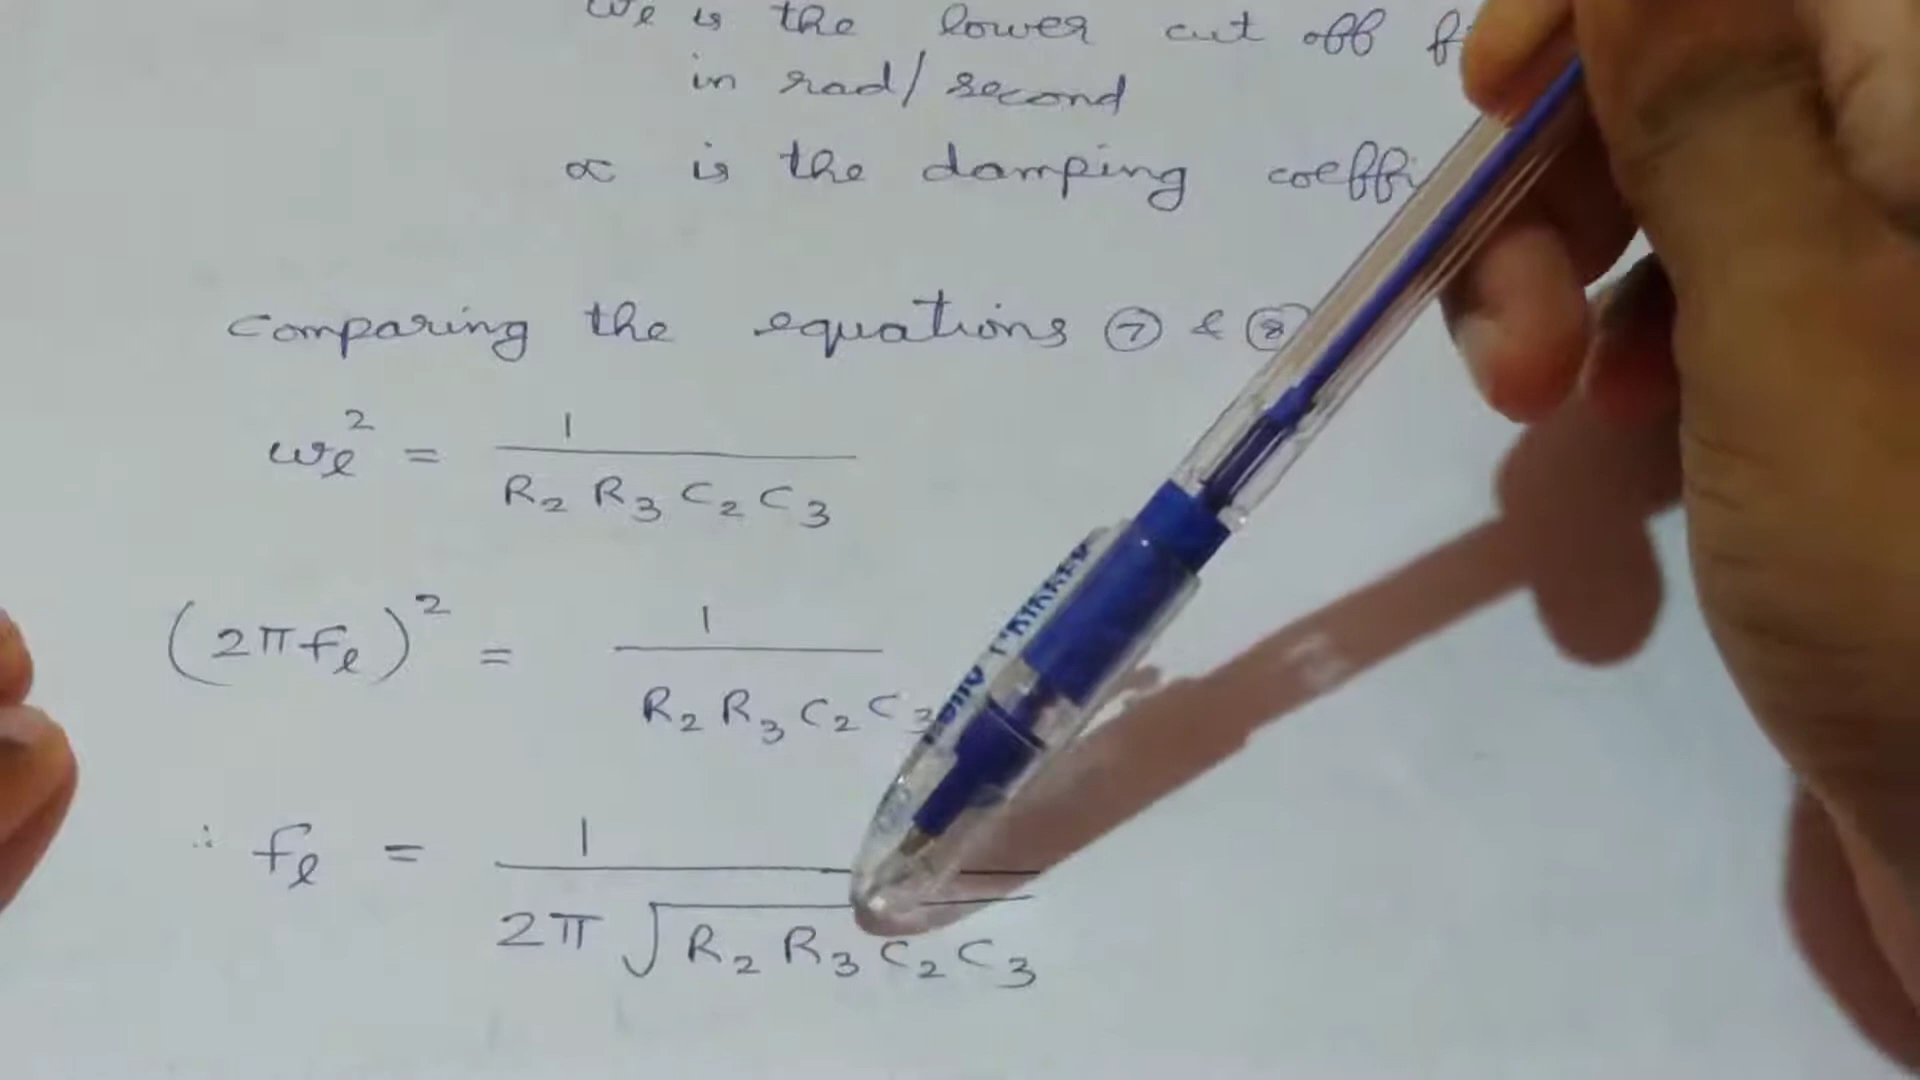 ωℓ is the lower cut off
in rad/second
∝ is the damping
comparing the equations ⑦ & ⑧
ωℓ² = 1 / R₂ R₃ C₂ C₃
(2πfℓ)² = 1 / R₂ R₃ C₂ C₃
∴ fℓ = 1 / 2π √R₂ R₃ C₂ C₃